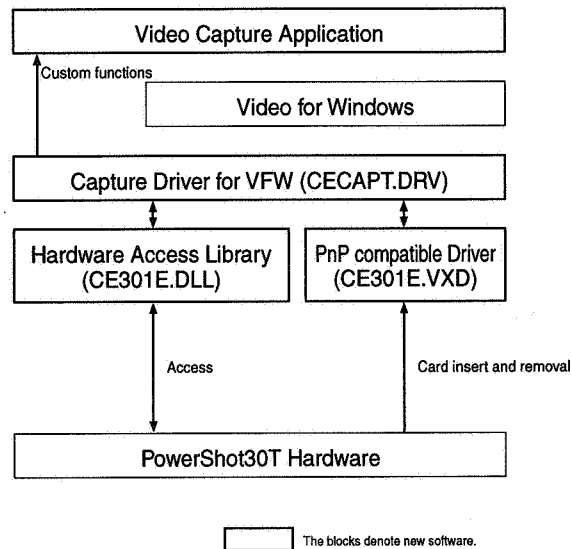 Video Capture Application
Custom functions
Video for Windows
Capture Driver for VFW (CECAPT.DRV)
Hardware Access Library
(CE301E.DLL)
PnP compatible Driver
(CE301E.VXD)
Access
Card insert and removal
PowerShot30T Hardware
The blocks denote new software.